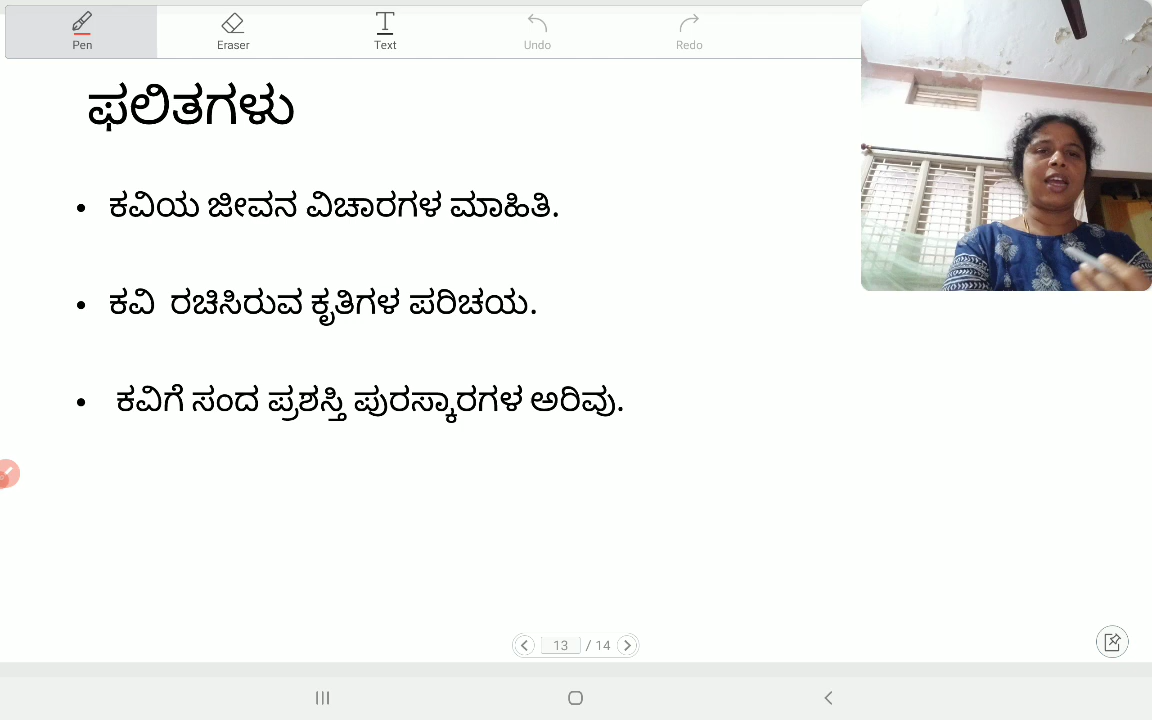 Pen
Eraser
Text
Undo
Redo
ಫಲಿತಗಳು
• ಕವಿಯ ಜೀವನ ವಿಚಾರಗಳ ಮಾಹಿತಿ.
• ಕವಿ ರಚಿಸಿರುವ ಕೃತಿಗಳ ಪರಿಚಯ.
• ಕವಿಗೆ ಸಂದ ಪ್ರಶಸ್ತಿ ಪುರಸ್ಕಾರಗಳ ಅರಿವು.
13 / 14